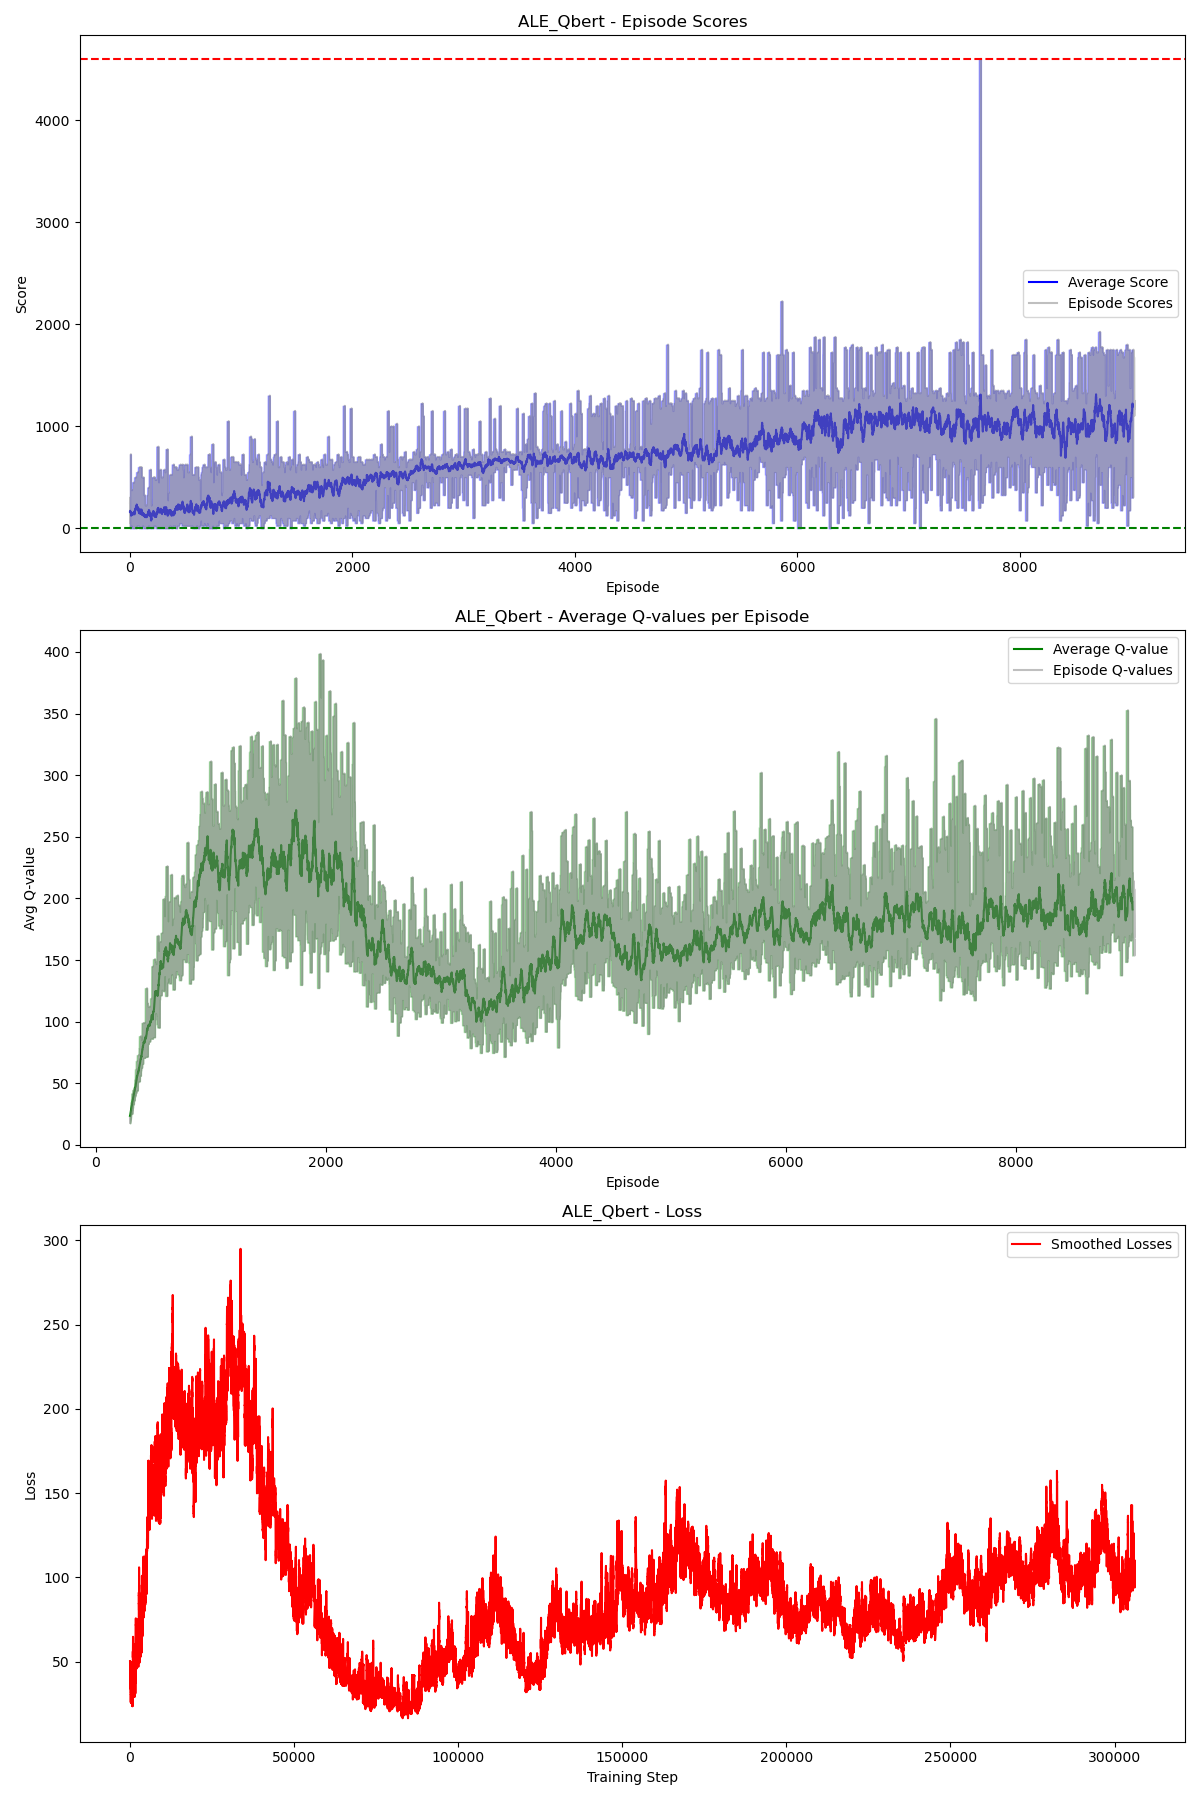 ALE_Qbert - Episode Scores
4000
3000
2000
1000
0
Score
Average Score
Episode Scores
0 2000 4000 6000 8000
Episode
ALE_Qbert - Average Q-values per Episode
400
350
300
250
200
150
100
50
0
Avg Q-value
Average Q-value
Episode Q-values
0 2000 4000 6000 8000
Episode
ALE_Qbert - Loss
300
250
200
150
100
50
Loss
Smoothed Losses
0 50000 100000 150000 200000 250000 300000
Training Step